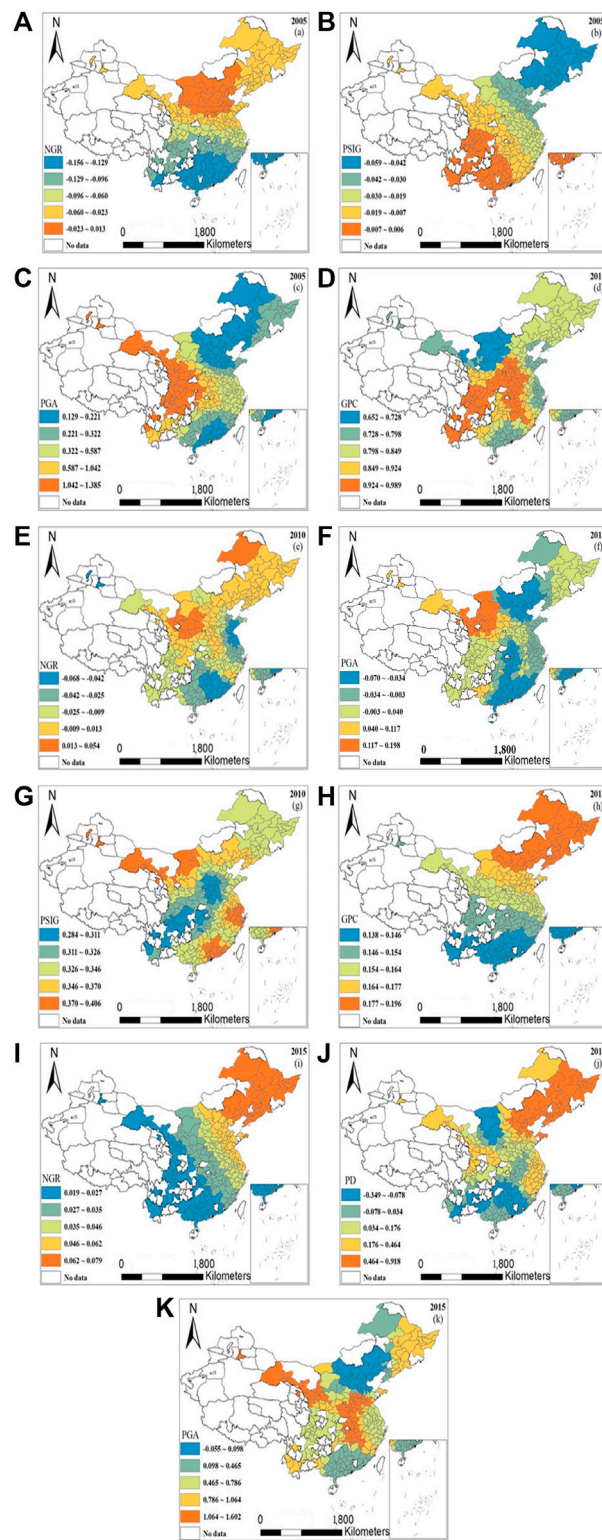 A
N
2005
(a)
NGR
-0.156 ~ -0.129
-0.129 ~ -0.096
-0.096 ~ -0.060
-0.060 ~ -0.023
-0.023 ~ 0.013
No data
0 1,800
Kilometers
B
N
2005
(b)
PSIG
-0.059 ~ -0.042
-0.042 ~ -0.030
-0.030 ~ -0.019
-0.019 ~ -0.007
-0.007 ~ 0.006
No data
0 1,800
Kilometers
C
N
2005
(c)
PGA
0.129 ~ 0.221
0.221 ~ 0.322
0.322 ~ 0.587
0.587 ~ 1.042
1.042 ~ 1.385
No data
0 1,800
Kilometers
D
N
201
(d)
GPC
0.652 ~ 0.728
0.728 ~ 0.798
0.798 ~ 0.849
0.849 ~ 0.924
0.924 ~ 0.989
No data
0 1,800
Kilometers
E
N
2010
(e)
NGR
-0.068 ~ -0.042
-0.042 ~ -0.025
-0.025 ~ -0.009
-0.009 ~ 0.013
0.013 ~ 0.054
No data
0 1,800
Kilometers
F
N
201
(f)
PGA
-0.070 ~ -0.034
-0.034 ~ -0.003
-0.003 ~ 0.040
0.040 ~ 0.117
0.117 ~ 0.198
No data
0 1,800
Kilometers
G
N
2010
(g)
PSIG
0.284 ~ 0.311
0.311 ~ 0.326
0.326 ~ 0.346
0.346 ~ 0.370
0.370 ~ 0.406
No data
0 1,800
Kilometers
H
N
201
(h)
GPC
0.138 ~ 0.146
0.146 ~ 0.154
0.154 ~ 0.164
0.164 ~ 0.177
0.177 ~ 0.196
No data
0 1,800
Kilometers
I
N
2015
(i)
NGR
0.019 ~ 0.027
0.027 ~ 0.035
0.035 ~ 0.046
0.046 ~ 0.062
0.062 ~ 0.079
No data
0 1,800
Kilometers
J
N
201
(j)
PD
-0.349 ~ -0.078
-0.078 ~ 0.034
0.034 ~ 0.176
0.176 ~ 0.464
0.464 ~ 0.918
No data
0 1,800
Kilometers
K
N
2015
(k)
PGA
-0.055 ~ 0.098
0.098 ~ 0.465
0.465 ~ 0.786
0.786 ~ 1.064
1.064 ~ 1.602
No data
0 1,800
Kilometers